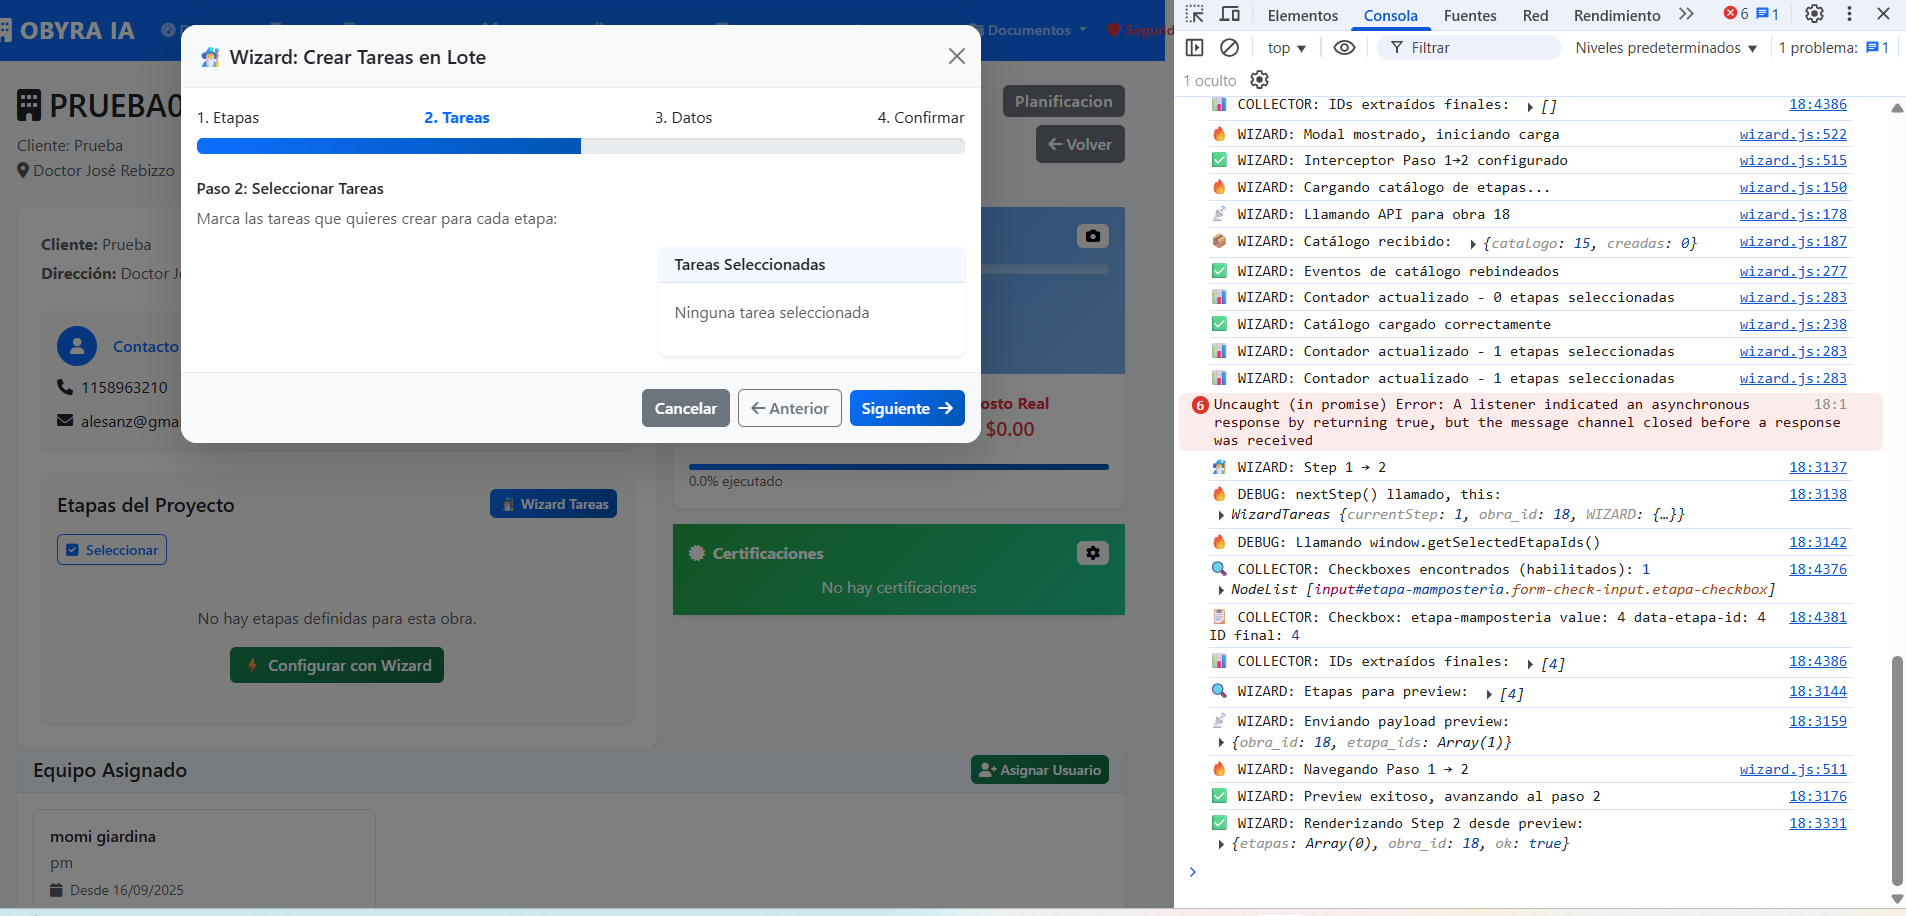 OBYRA IA
Documentos
Wizard: Crear Tareas en Lote
1. Etapas
2. Tareas
3. Datos
4. Confirmar
Paso 2: Seleccionar Tareas
Marca las tareas que quieres crear para cada etapa:
Tareas Seleccionadas
Ninguna tarea seleccionada
Cancelar
Anterior
Siguiente
PRUEBA
Cliente: Prueba
Doctor José Rebizzo
Planificacion
Volver
Cliente: Prueba
Dirección: Doctor
Contacto
1158963210
Costo Real
$0.00
0.0% ejecutado
Etapas del Proyecto
Wizard Tareas
Seleccionar
No hay etapas definidas para esta obra.
Configurar con Wizard
Certificaciones
No hay certificaciones
Equipo Asignado
Asignar Usuario
momi giardina
pm
Desde 16/09/2025
Elementos
Consola
Fuentes
Red
Rendimiento
6
1
top
Filtrar
Niveles predeterminados
1 problema:
1
1 oculto
COLLECTOR: IDs extraídos finales: [] 18:4386
WIZARD: Modal mostrado, iniciando carga wizard.js:522
WIZARD: Interceptor Paso 1→2 configurado wizard.js:515
WIZARD: Cargando catálogo de etapas... wizard.js:150
WIZARD: Llamando API para obra 18 wizard.js:178
WIZARD: Catálogo recibido: {catalogo: 15, creadas: 0} wizard.js:187
WIZARD: Eventos de catálogo rebindeados wizard.js:277
WIZARD: Contador actualizado - 0 etapas seleccionadas wizard.js:283
WIZARD: Catálogo cargado correctamente wizard.js:238
WIZARD: Contador actualizado - 1 etapas seleccionadas wizard.js:283
WIZARD: Contador actualizado - 1 etapas seleccionadas wizard.js:283
6 Uncaught (in promise) Error: A listener indicated an asynchronous 18:1
response by returning true, but the message channel closed before a response
was received
WIZARD: Step 1 → 2 18:3137
DEBUG: nextStep() llamado, this: 18:3138
WizardTareas {currentStep: 1, obra_id: 18, WIZARD: {…}}
DEBUG: Llamando window.getSelectedEtapaIds() 18:3142
COLLECTOR: Checkboxes encontrados (habilitados): 1 18:4376
NodeList [input#etapa-mamposteria.form-check-input.etapa-checkbox]
COLLECTOR: Checkbox: etapa-mamposteria value: 4 data-etapa-id: 4 18:4381
ID final: 4
COLLECTOR: IDs extraídos finales: [4] 18:4386
WIZARD: Etapas para preview: [4] 18:3144
WIZARD: Enviando payload preview: 18:3159
{obra_id: 18, etapa_ids: Array(1)}
WIZARD: Navegando Paso 1 → 2 wizard.js:511
WIZARD: Preview exitoso, avanzando al paso 2 18:3176
WIZARD: Renderizando Step 2 desde preview: 18:3331
{etapas: Array(0), obra_id: 18, ok: true}